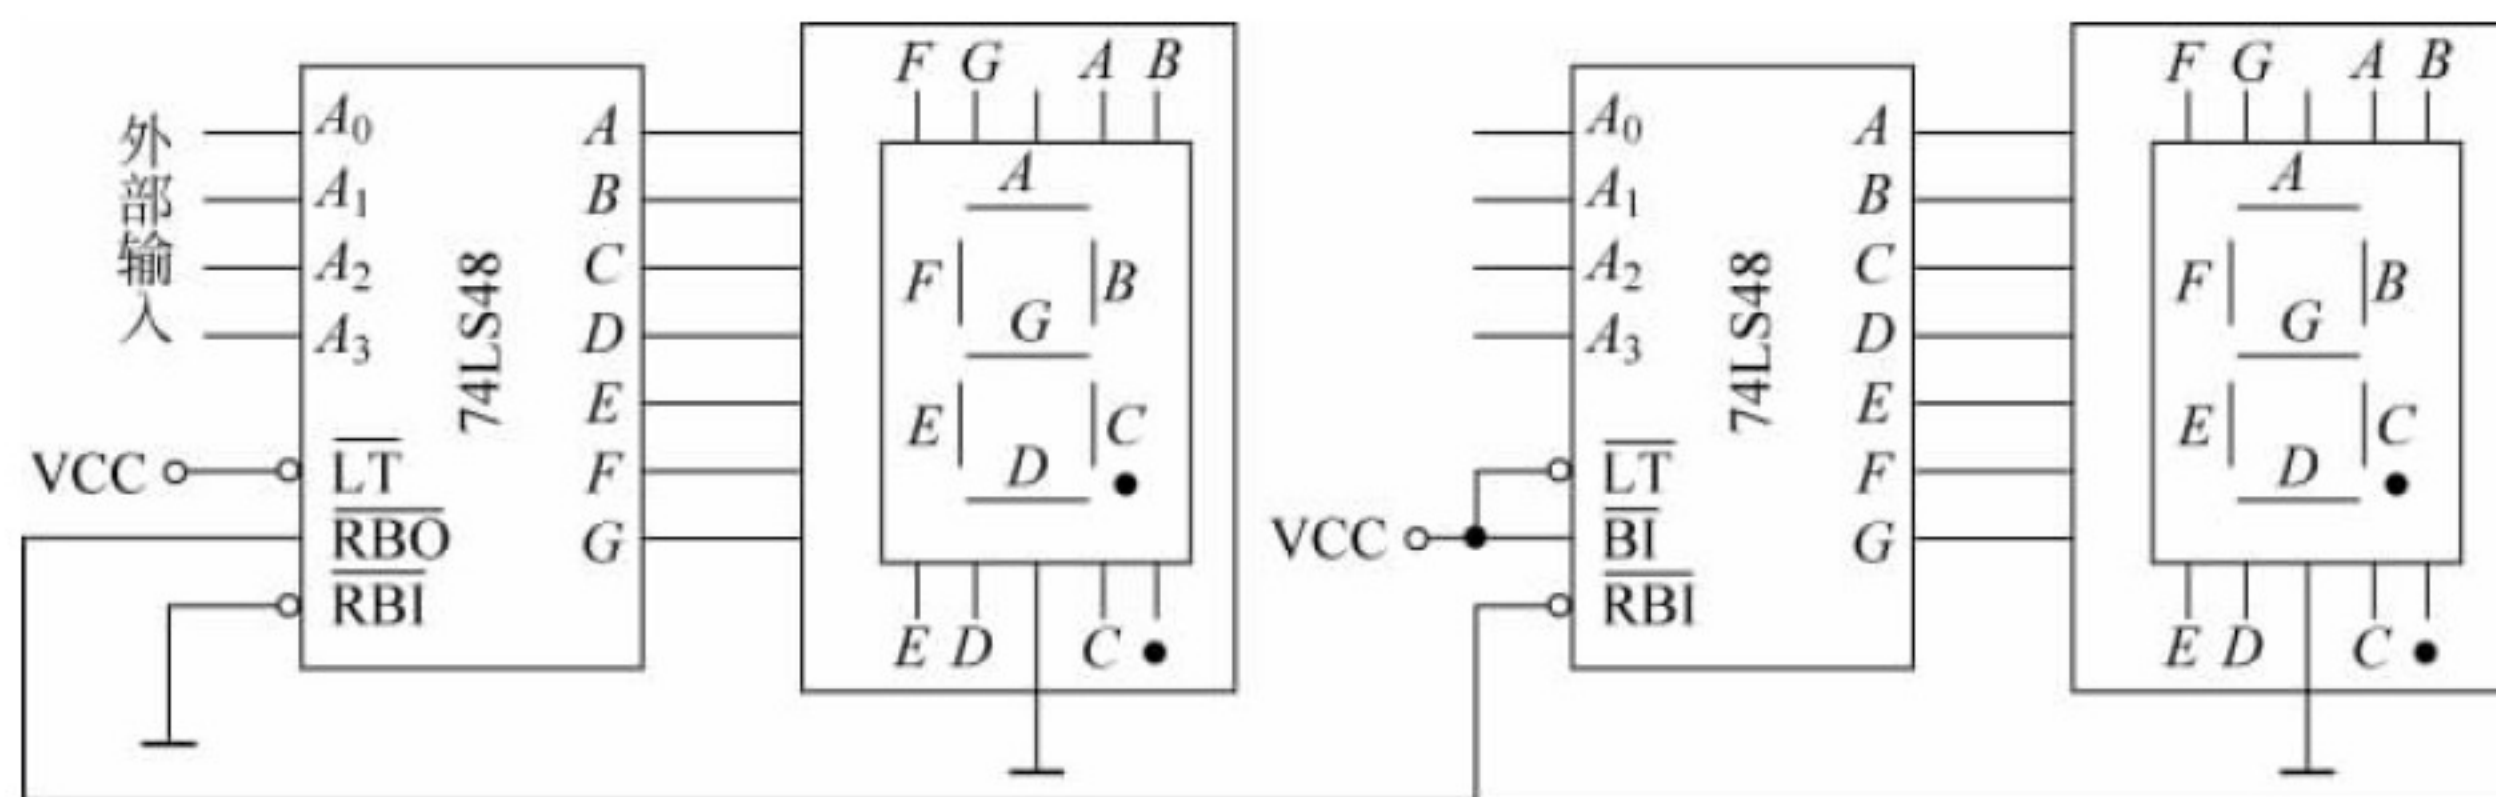 F G A B
外部输入
A0
A1
A2
A3
VCC
LT
RBO
RBI
74LS48
A
B
C
D
E
F
G
A
F
B
G
E
C
D
E D C
A0
A1
A2
A3
VCC
LT
BI
RBI
74LS48
A
B
C
D
E
F
G
F G A B
A
F
B
G
E
C
D
E D C